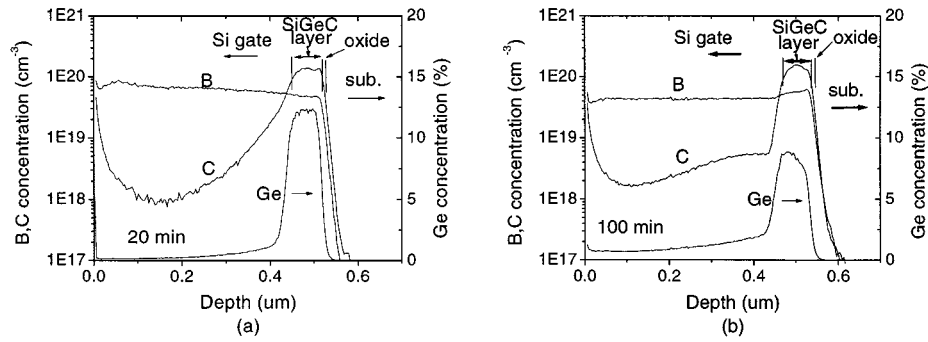 SiGeC
layer
Si gate
oxide
B
sub.
C
Ge
20 min
1E21
1E20
1E19
1E18
1E17
B,C concentration (cm-3)
20
15
10
5
0
Ge concentration (%)
0.0 0.2 0.4 0.6
Depth (um)
(a)
SiGeC
layer
Si gate
oxide
B
sub.
C
Ge
100 min
1E21
1E20
1E19
1E18
1E17
B,C concentration (cm-3)
20
15
10
5
0
Ge concentration (%)
0.0 0.2 0.4 0.6
Depth (um)
(b)